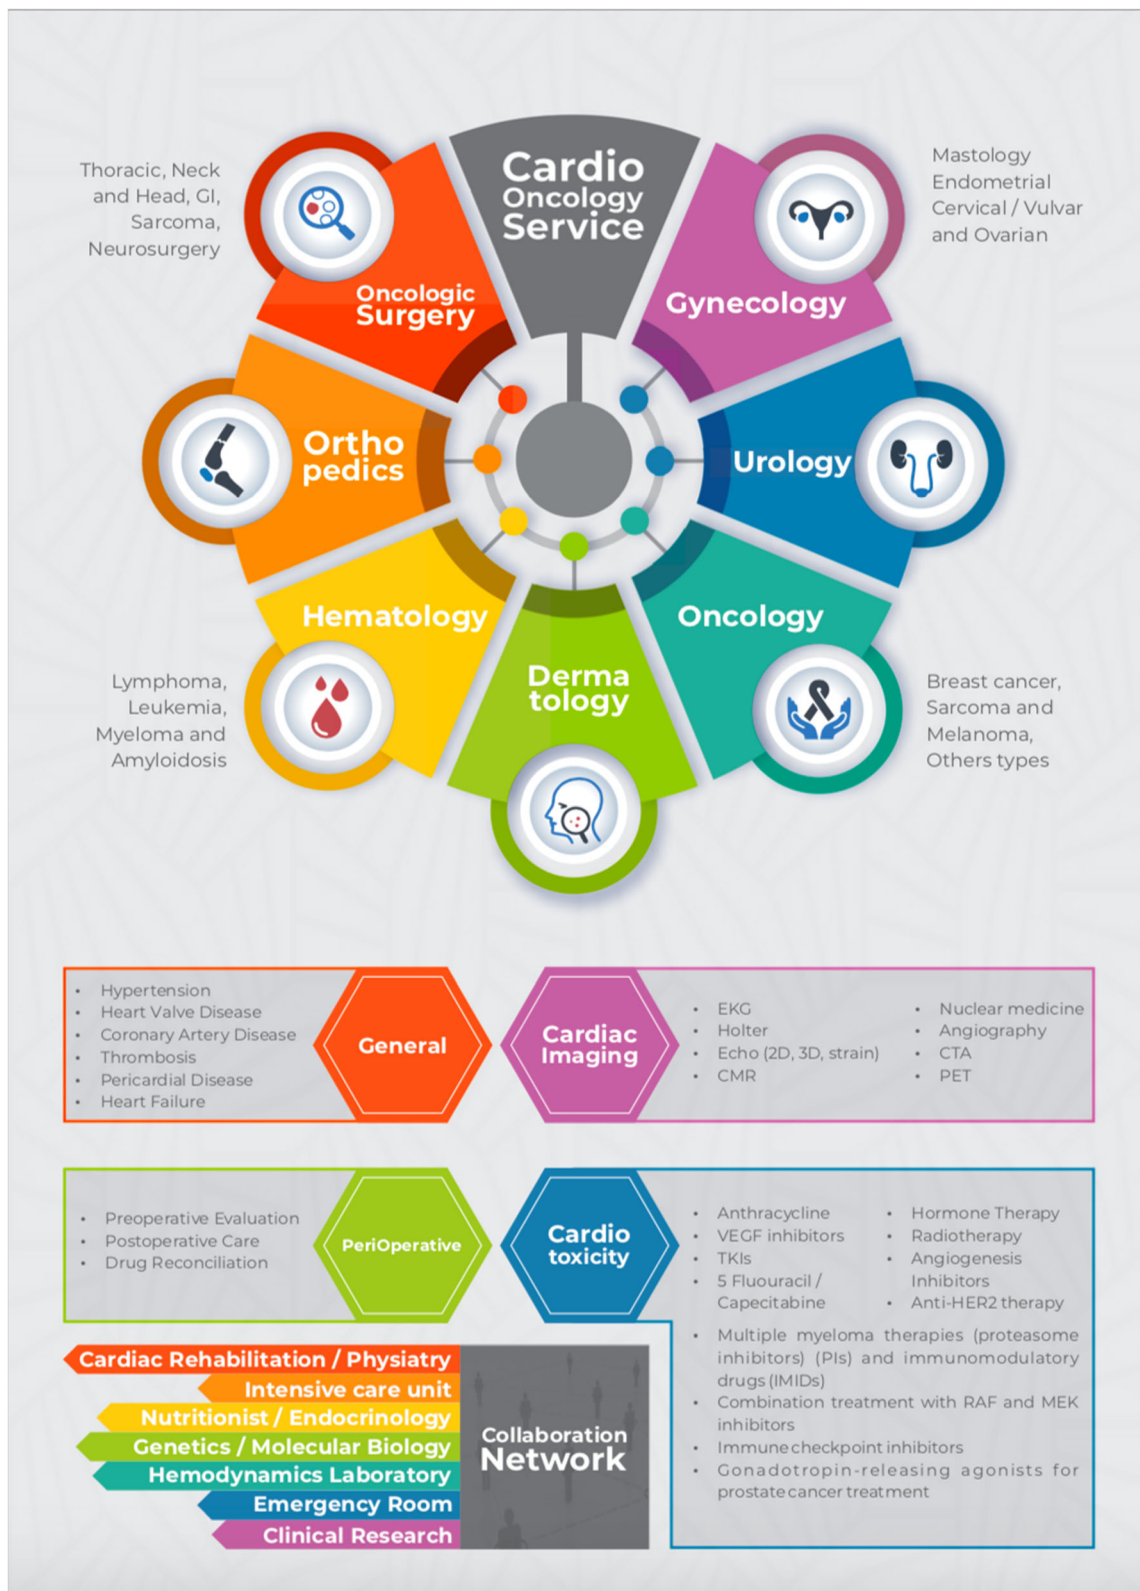 Cardio
Oncology
Service
Thoracic, Neck
and Head, GI,
Sarcoma,
Neurosurgery
Oncologic
Surgery
Mastology
Endometrial
Cervical / Vulvar
and Ovarian
Gynecology
Ortho
pedics
Urology
Hematology
Lymphoma,
Leukemia,
Myeloma and
Amyloidosis
Derma
tology
Oncology
Breast cancer,
Sarcoma and
Melanoma,
Others types
• Hypertension
• Heart Valve Disease
• Coronary Artery Disease
• Thrombosis
• Pericardial Disease
• Heart Failure
General
Cardiac
Imaging
• EKG
• Holter
• Echo (2D, 3D, strain)
• CMR
• Nuclear medicine
• Angiography
• CTA
• PET
• Preoperative Evaluation
• Postoperative Care
• Drug Reconciliation
PeriOperative
Cardio
toxicity
• Anthracycline
• VEGF inhibitors
• TKIs
• 5 Fluouracil /
Capecitabine
• Hormone Therapy
• Radiotherapy
• Angiogenesis
Inhibitors
• Anti-HER2 therapy
• Multiple myeloma therapies (proteasome
inhibitors) (PIs) and immunomodulatory
drugs (IMIDs)
• Combination treatment with RAF and MEK
inhibitors
• Immune checkpoint inhibitors
• Gonadotropin-releasing agonists for
prostate cancer treatment
Cardiac Rehabilitation / Physiatry
Intensive care unit
Nutritionist / Endocrinology
Genetics / Molecular Biology
Hemodynamics Laboratory
Emergency Room
Clinical Research
Collaboration
Network